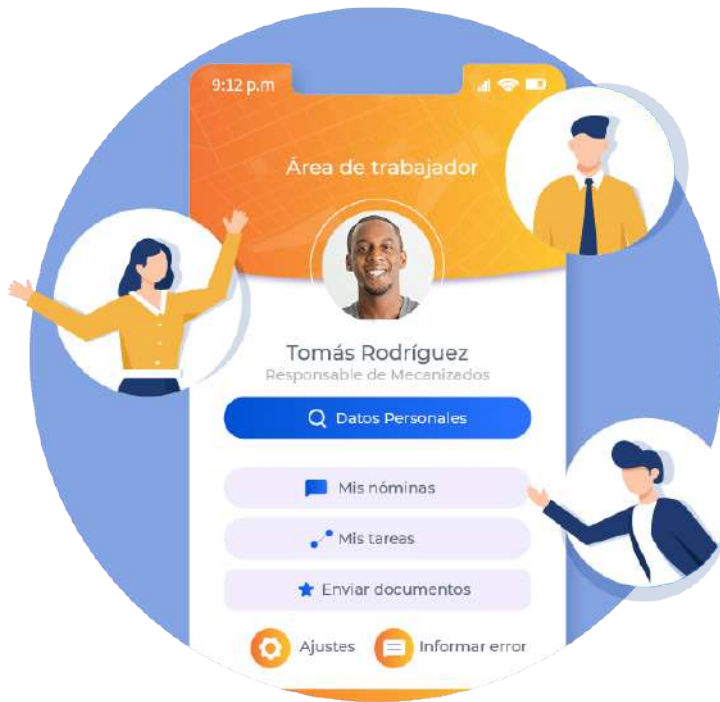 9:12 p.m
Área de trabajador
Tomás Rodríguez
Responsable de Mecanizados
Datos Personales
Mis nóminas
Mis tareas
Enviar documentos
Ajustes
Informar error